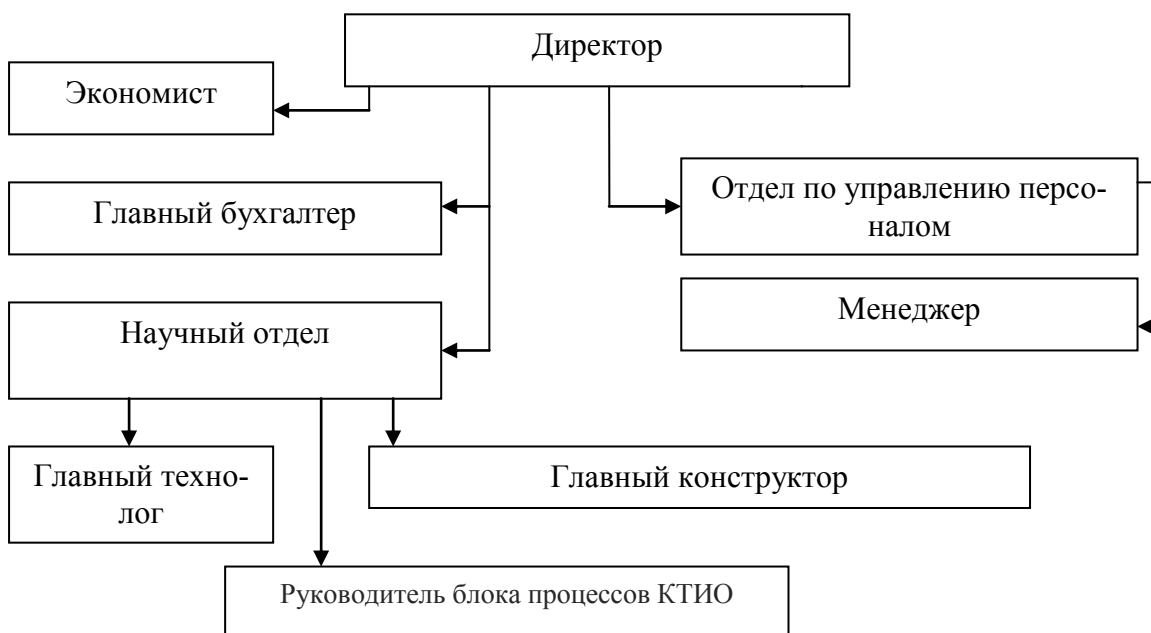 Директор
Экономист
Отдел по управлению персо-
налом
Главный бухгалтер
Менеджер
Научный отдел
Главный техно-
лог
Главный конструктор
Руководитель блока процессов КТИО